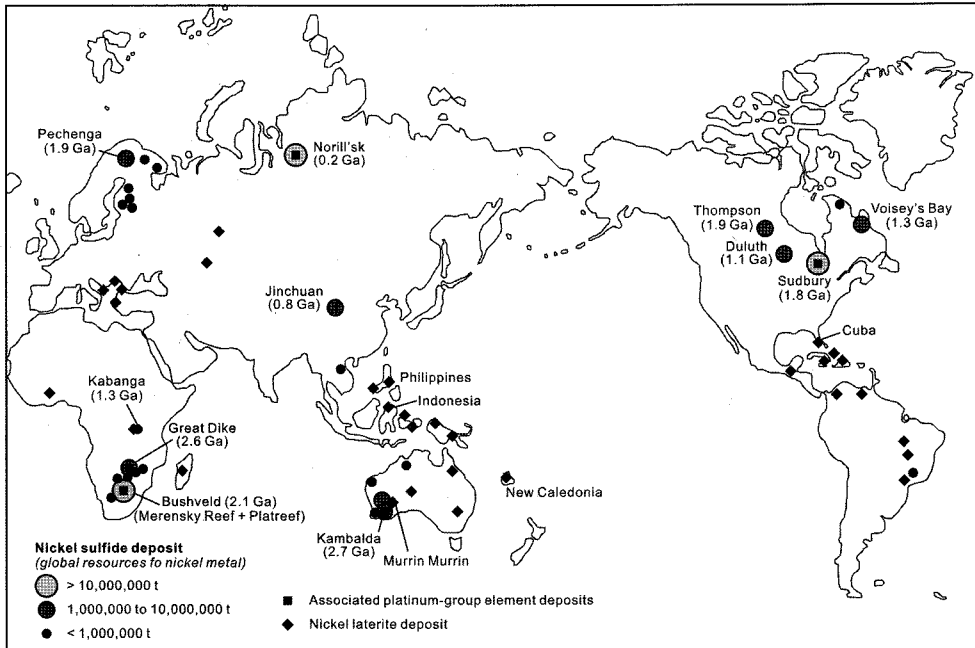 Pechenga
(1.9 Ga)
Norill'sk
(0.2 Ga)
Thompson
(1.9 Ga)
Voisey's Bay
(1.3 Ga)
Duluth
(1.1 Ga)
Sudbury
(1.8 Ga)
Jinchuan
(0.8 Ga)
Cuba
Kabanga
(1.3 Ga)
Philippines
Indonesia
Great Dike
(2.6 Ga)
New Caledonia
Bushveld (2.1 Ga)
(Merensky Reef + Platreef)
Kambalda
(2.7 Ga)
Murrin Murrin
Nickel sulfide deposit
(global resources fo nickel metal)
> 10,000,000 t
1,000,000 to 10,000,000 t
< 1,000,000 t
Associated platinum-group element deposits
Nickel laterite deposit